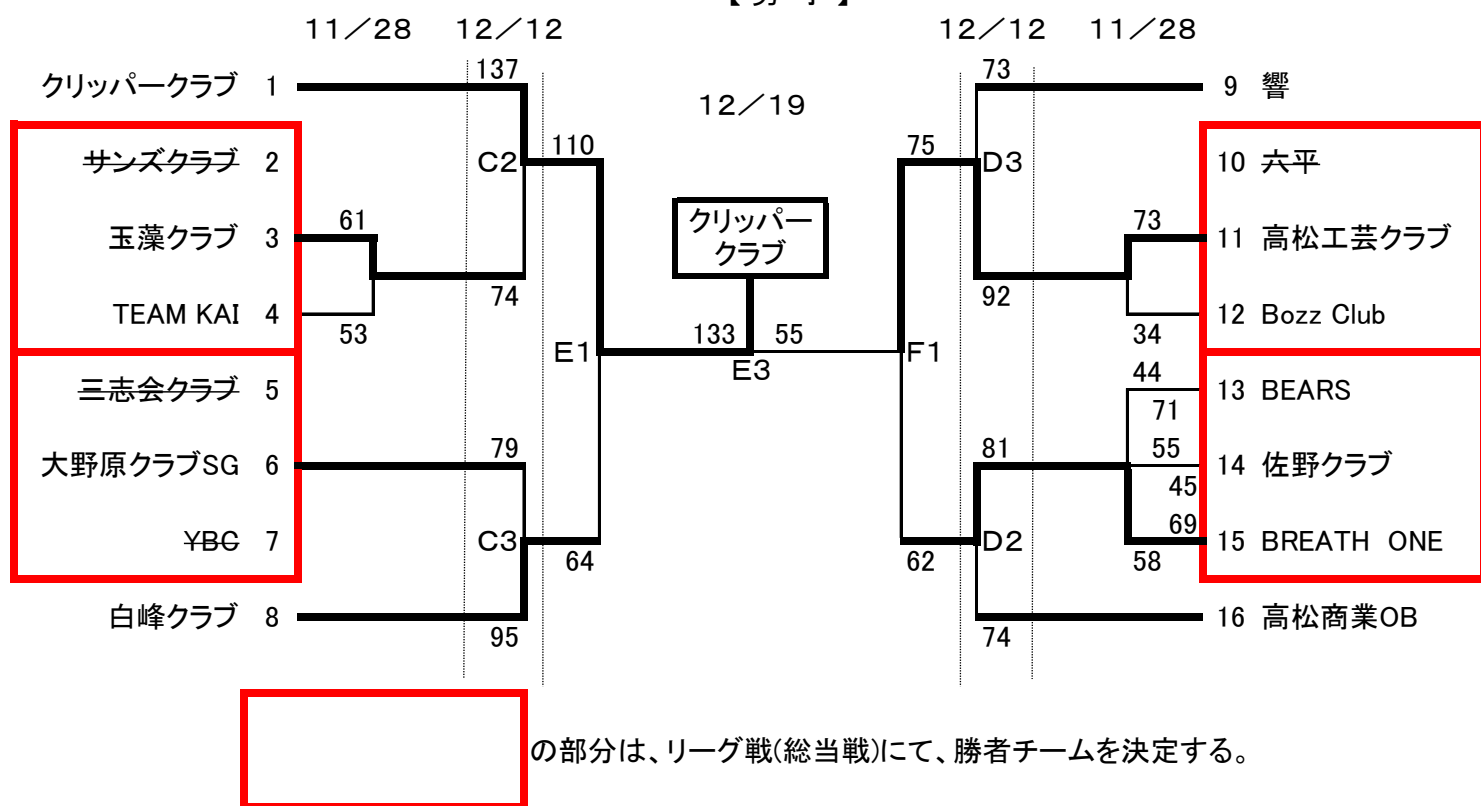 11／28 12／12 12／12 11／28
137 73
クリッパークラブ 1 9 響
12／19
110 75
サンズクラブ 2 C2 D3 10 六平
61 73
クリッパー
クラブ
玉藻クラブ 3 11 高松工芸クラブ
74 92
TEAM KAI 4 12 Bozz Club
53 133 55 34
E1 F1
E3
44
三志会クラブ 5 13 BEARS
71
79 81 55
大野原クラブSG 6 14 佐野クラブ
45
69
YBC 7 C3 D2 15 BREATH ONE
64 62 58
白峰クラブ 8 16 高松商業OB
95 74
の部分は、リーグ戦(総当戦)にて、勝者チームを決定する。